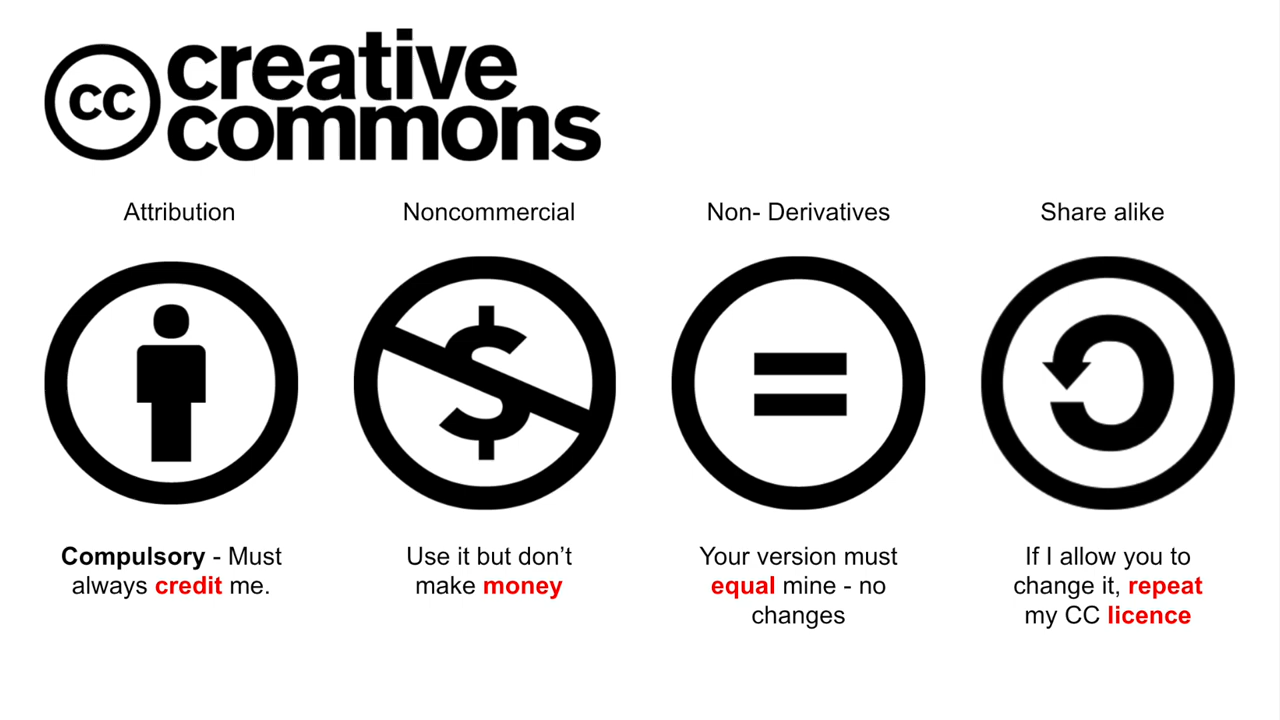 cc creative
commons
Attribution
Noncommercial
Non- Derivatives
Share alike
$
=
Compulsory - Must
always credit me.
Use it but don’t
make money
Your version must
equal mine - no
changes
If I allow you to
change it, repeat
my CC licence